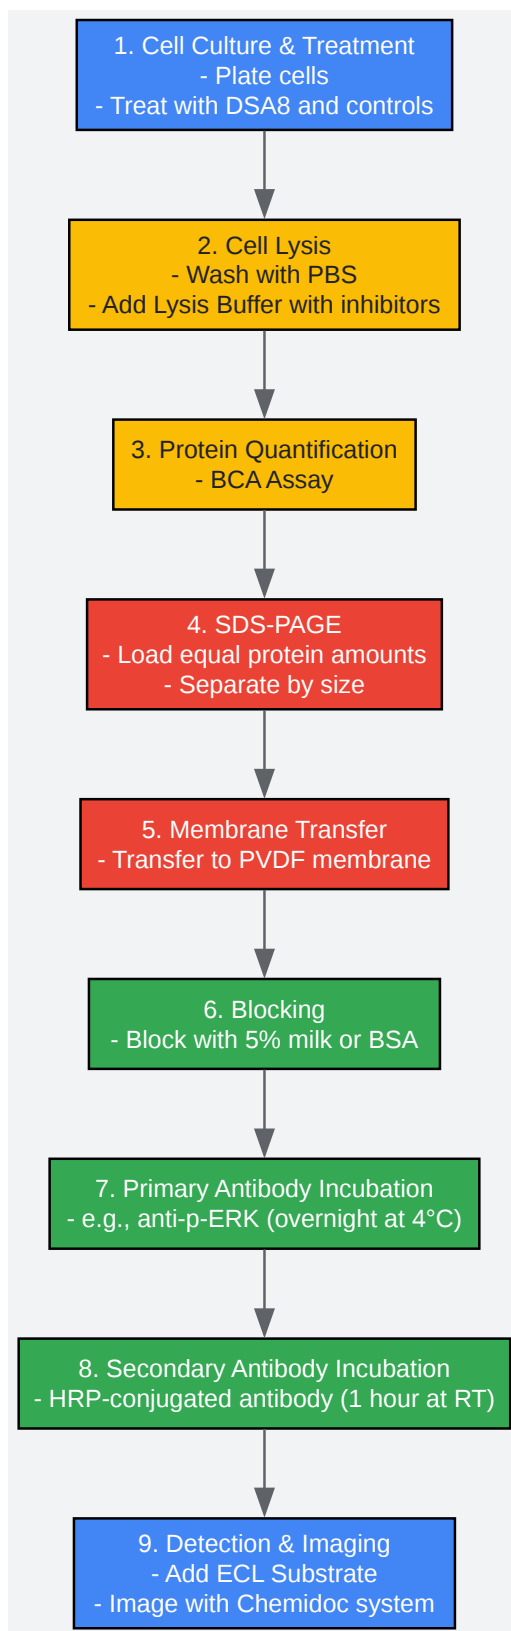 1. Cell Culture & Treatment
- Plate cells
- Treat with DSA8 and controls
2. Cell Lysis
- Wash with PBS
- Add Lysis Buffer with inhibitors
3. Protein Quantification
- BCA Assay
4. SDS-PAGE
- Load equal protein amounts
- Separate by size
5. Membrane Transfer
- Transfer to PVDF membrane
6. Blocking
- Block with 5% milk or BSA
7. Primary Antibody Incubation
- e.g., anti-p-ERK (overnight at 4°C)
8. Secondary Antibody Incubation
- HRP-conjugated antibody (1 hour at RT)
9. Detection & Imaging
- Add ECL Substrate
- Image with Chemidoc system